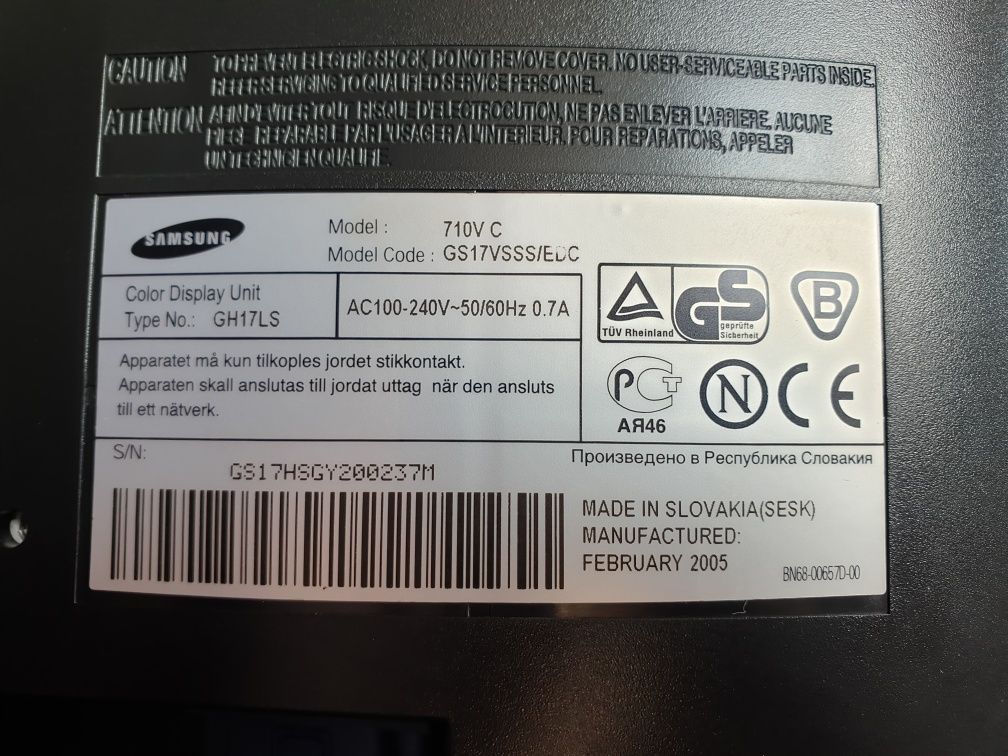 CAUTION TO PREVENT ELECTRIC SHOCK, DO NOT REMOVE COVER. NO USER-SERVICEABLE PARTS INSIDE.
REFER SERVICING TO QUALIFIED SERVICE PERSONNEL.
ATTENTION AFIN D'EVITER TOUT RISQUE D'ELECTROCUTION, NE PAS ENLEVER L'ARRIERE. AUCUNE
PIECE REPARABLE PAR L'USAGER A L'INTERIEUR. POUR REPARATIONS, APPELER
UN TECHNICIEN QUALIFIE.
SAMSUNG
Model : 710V C
Model Code : GS17VSSS/EDC
Color Display Unit
Type No.: GH17LS
AC100-240V~50/60Hz 0.7A
Apparatet må kun tilkoples jordet stikkontakt.
Apparaten skall anslutas till jordat uttag när den ansluts
till ett nätverk.
TÜV Rheinland
GS
geprüfte
Sicherheit
B
РСТ
АЯ46
N
CE
S/N:
GS17HSGY200237M
Произведено в Республика Словакия
MADE IN SLOVAKIA(SESK)
MANUFACTURED:
FEBRUARY 2005
BN68-00657D-00